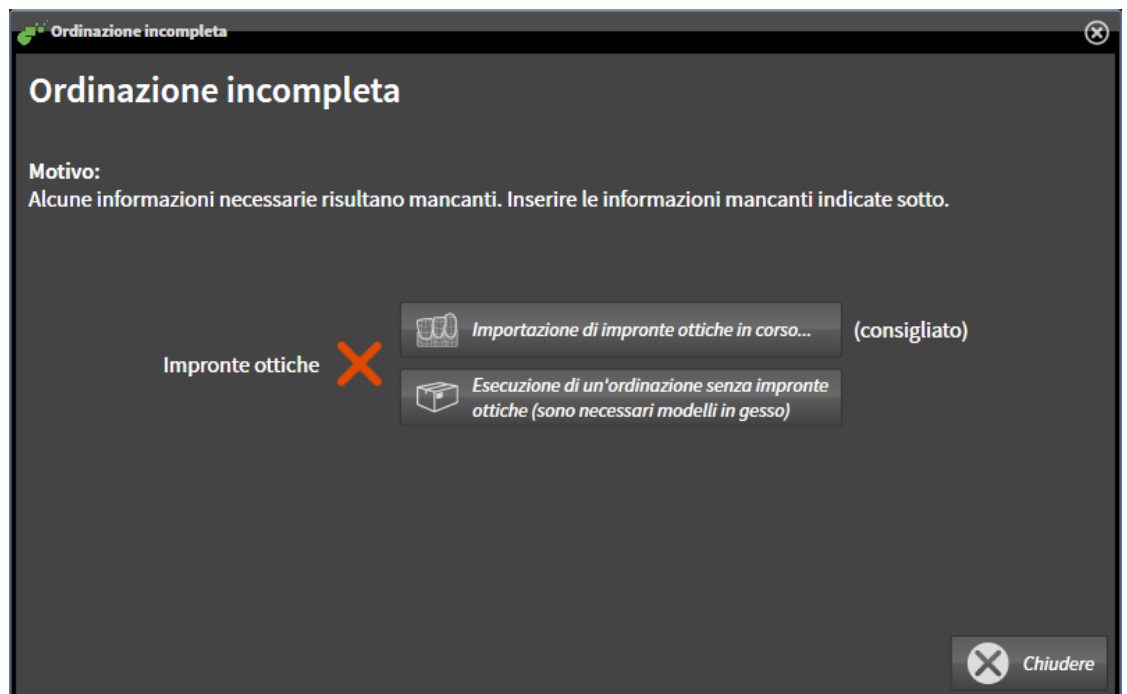 Ordinazione incompleta
Ordinazione incompleta
Motivo:
Alcune informazioni necessarie risultano mancanti. Inserire le informazioni mancanti indicate sotto.
Impronte ottiche
Importazione di impronte ottiche in corso...
(consigliato)
Esecuzione di un'ordinazione senza impronte
ottiche (sono necessari modelli in gesso)
Chiudere